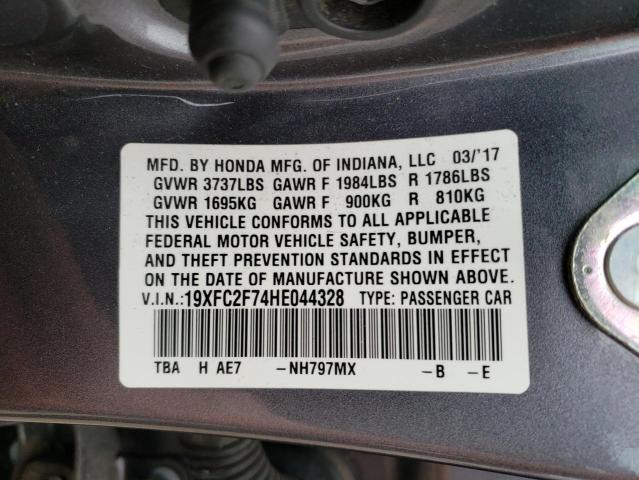 MFD. BY HONDA MFG. OF INDIANA, LLC 03/'17
GVWR 3737LBS GAWR F 1984LBS R 1786LBS
GVWR 1695KG GAWR F 900KG R 810KG
THIS VEHICLE CONFORMS TO ALL APPLICABLE
FEDERAL MOTOR VEHICLE SAFETY, BUMPER,
AND THEFT PREVENTION STANDARDS IN EFFECT
ON THE DATE OF MANUFACTURE SHOWN ABOVE.
V.I.N.:19XFC2F74HE044328 TYPE: PASSENGER CAR
TBA H AE7 -NH797MX -B -E